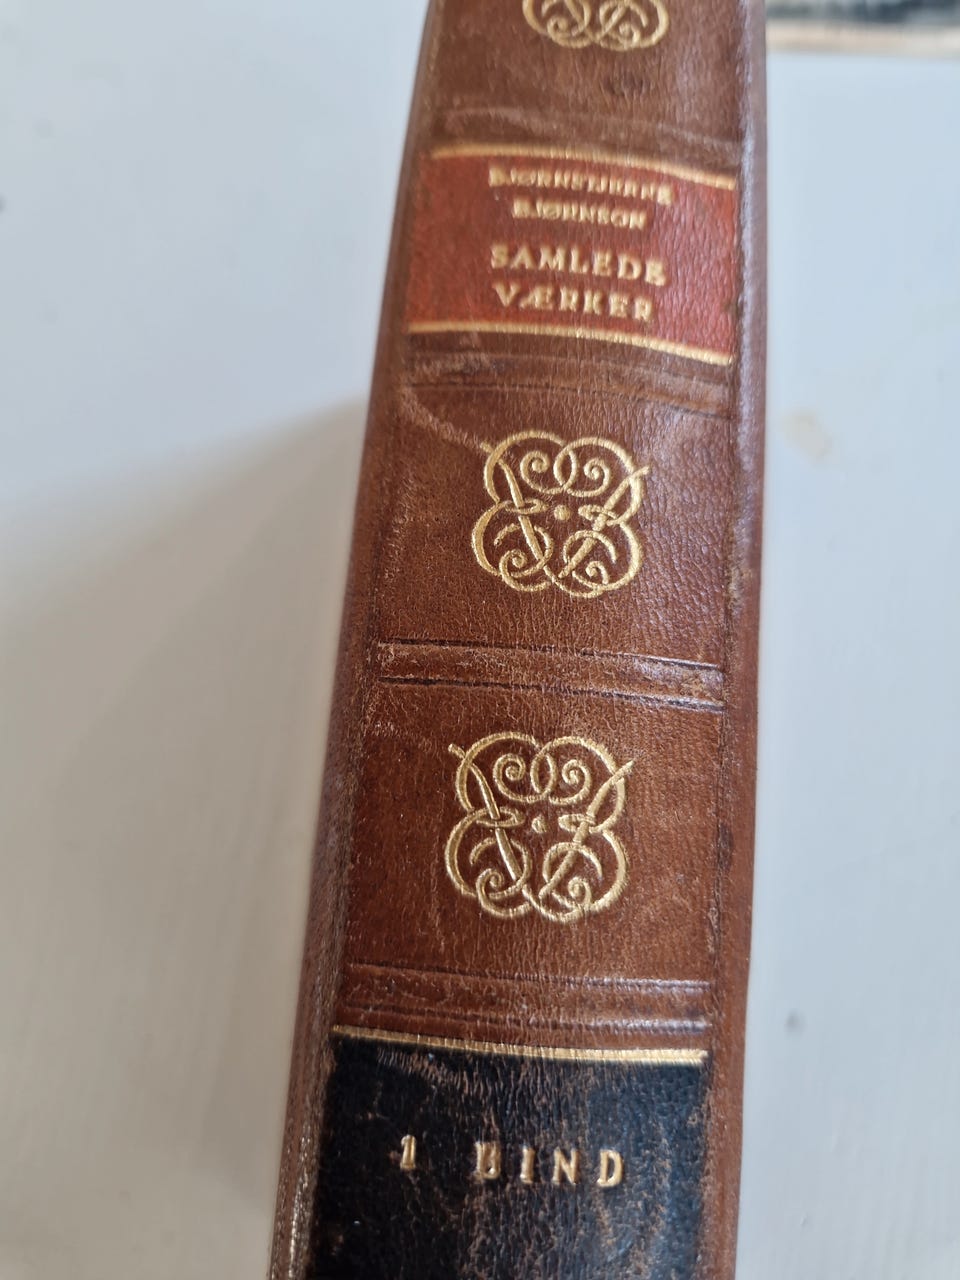 BJØRNSTJERNE
BJØRNSON
SAMLEDE
VÆRKER
1 BIND